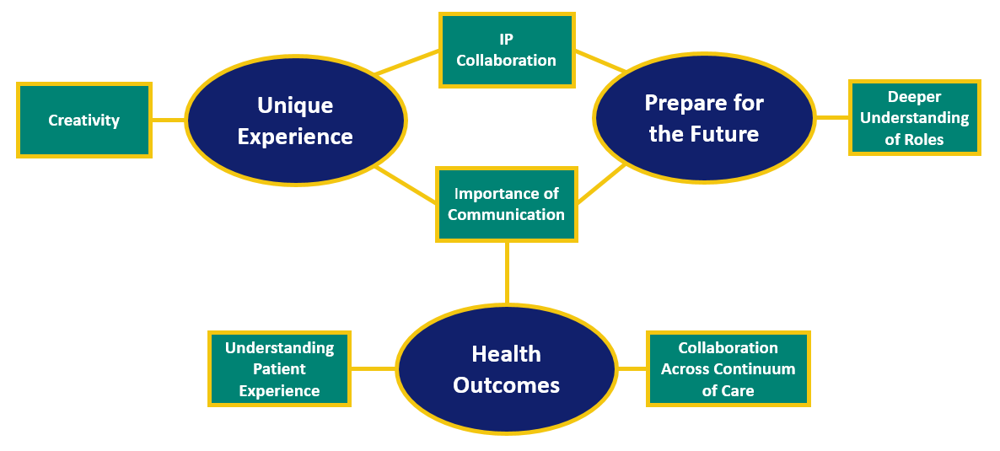 IP
Collaboration
Unique
Experience
Prepare for
the Future
Creativity
Deeper
Understanding
of Roles
Importance of
Communication
Understanding
Patient
Experience
Health
Outcomes
Collaboration
Across Continuum
of Care